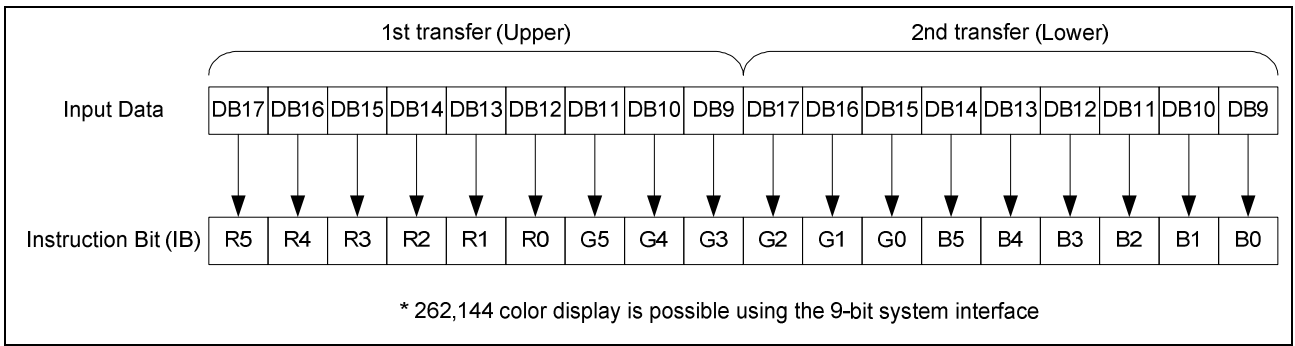 1st transfer (Upper) 2nd transfer (Lower)
Input Data DB17 DB16 DB15 DB14 DB13 DB12 DB11 DB10 DB9 DB17 DB16 DB15 DB14 DB13 DB12 DB11 DB10 DB9
Instruction Bit (IB) R5 R4 R3 R2 R1 R0 G5 G4 G3 G2 G1 G0 B5 B4 B3 B2 B1 B0
* 262,144 color display is possible using the 9-bit system interface